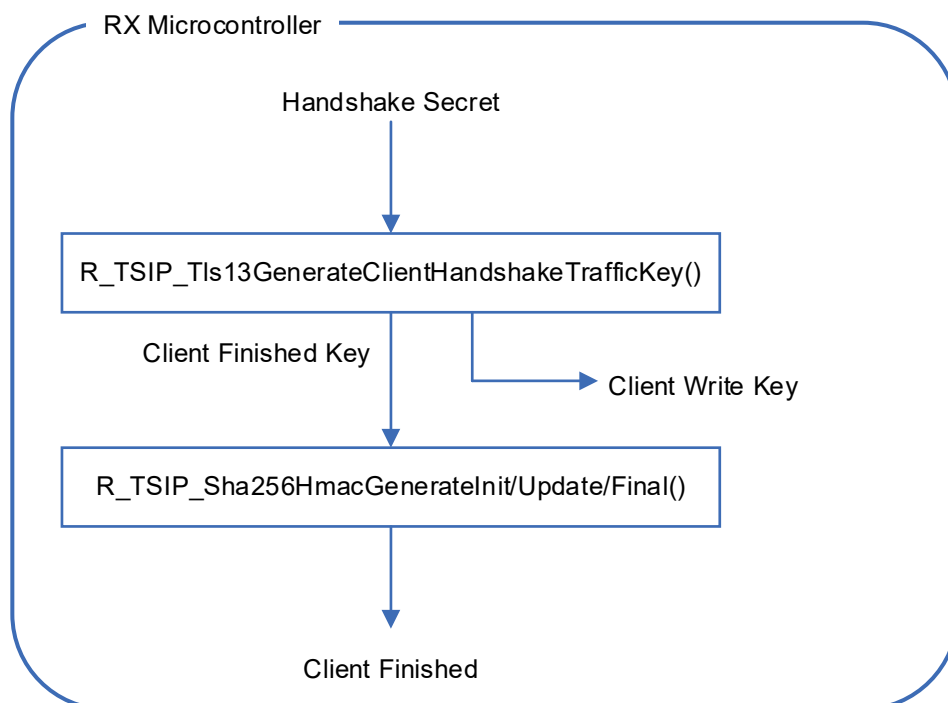 RX Microcontroller
Handshake Secret
R_TSIP_Tls13GenerateClientHandshakeTrafficKey()
Client Finished Key
Client Write Key
R_TSIP_Sha256HmacGenerateInit/Update/Final()
Client Finished